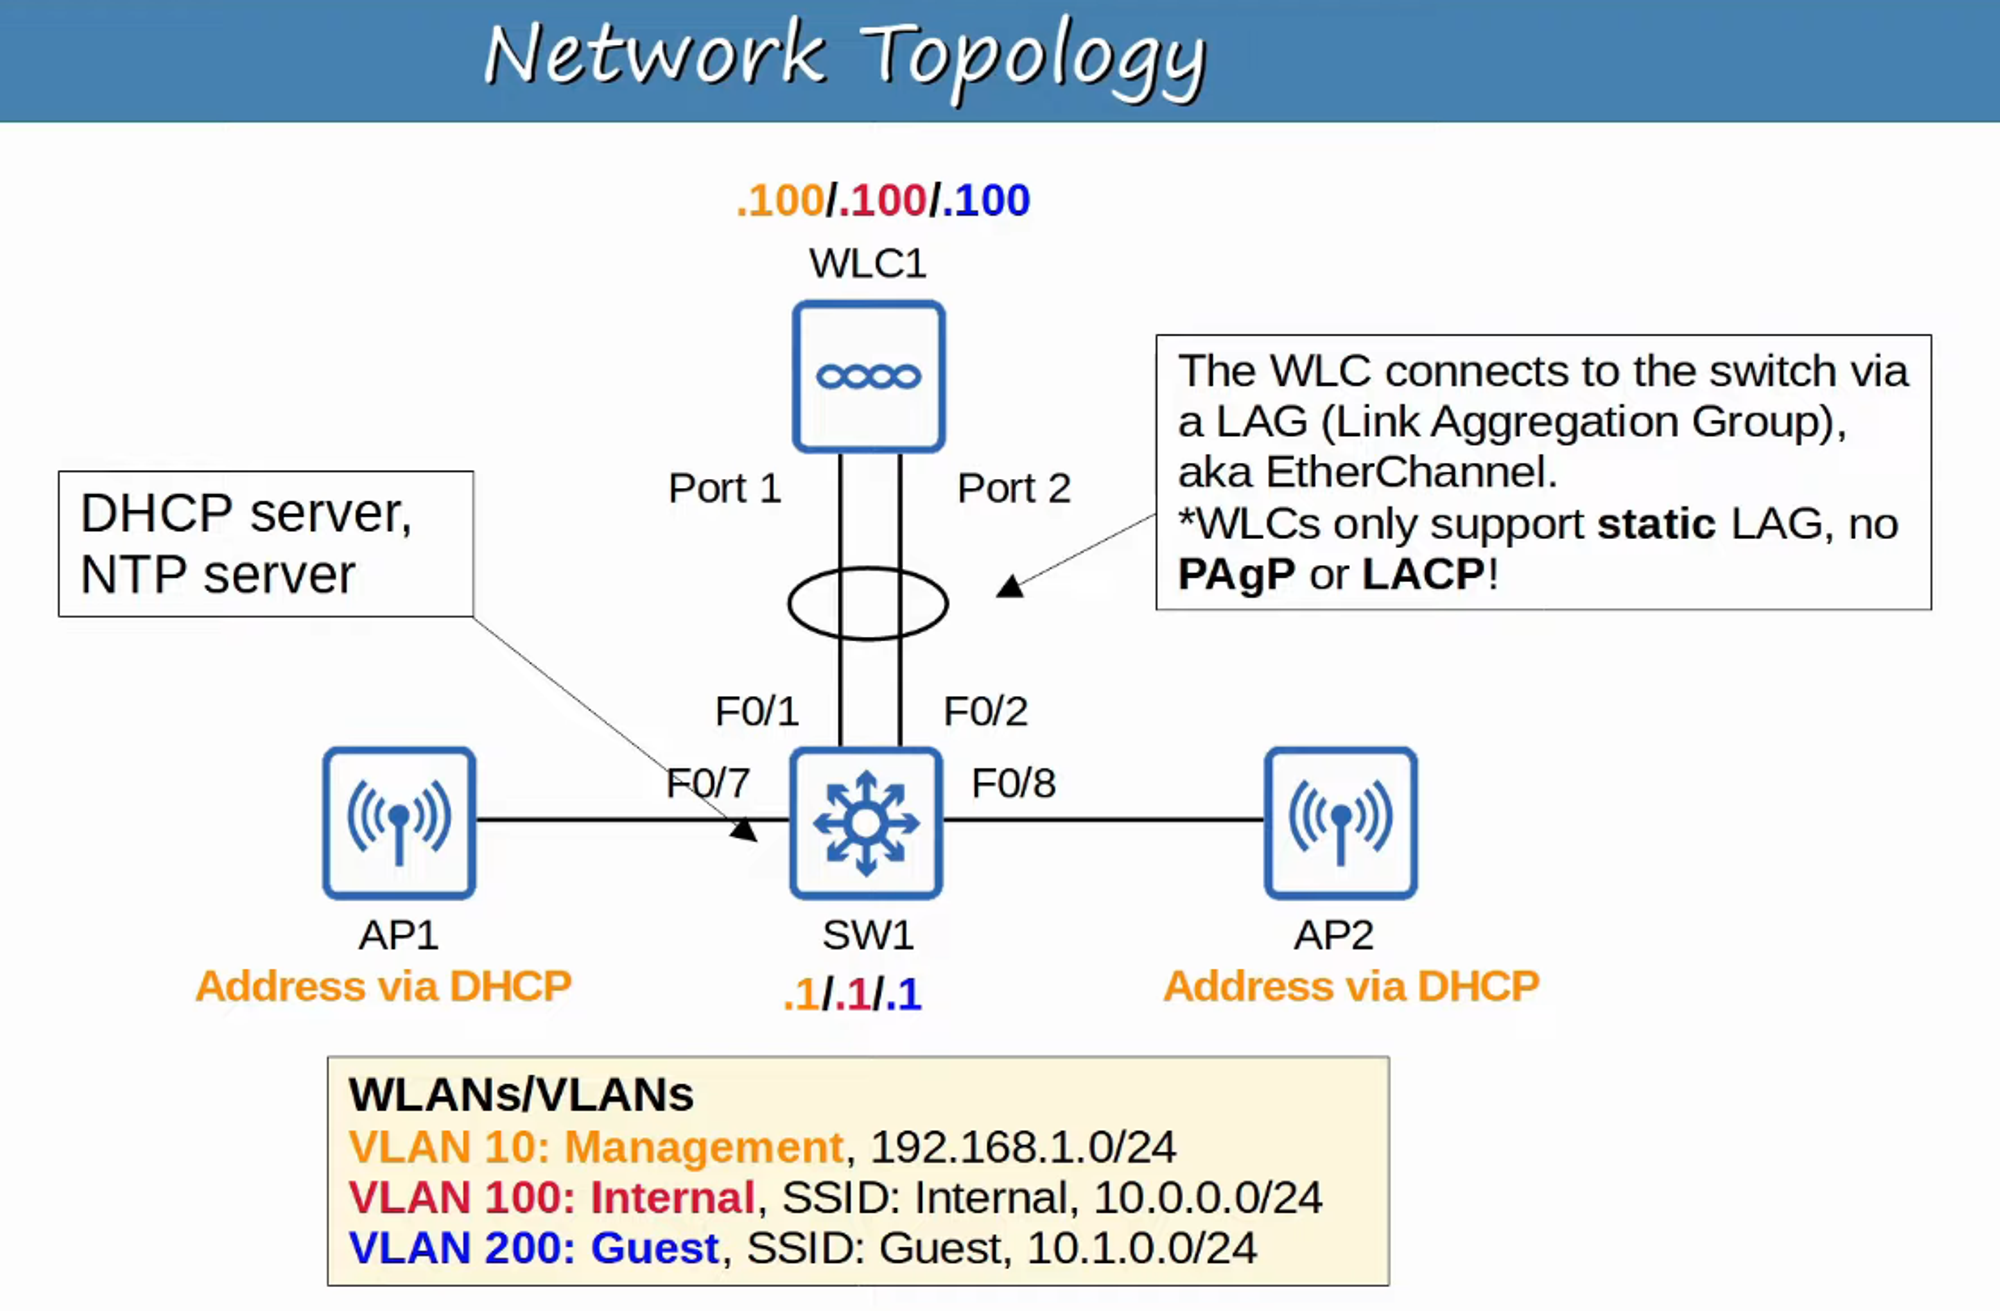 Network Topology
.100/.100/.100
WLC1
The WLC connects to the switch via
a LAG (Link Aggregation Group),
aka EtherChannel.
*WLCs only support static LAG, no
PAgP or LACP!
Port 1
Port 2
DHCP server,
NTP server
F0/1
F0/2
F0/7
F0/8
AP1
Address via DHCP
SW1
.1/.1/.1
AP2
Address via DHCP
WLANs/VLANs
VLAN 10: Management, 192.168.1.0/24
VLAN 100: Internal, SSID: Internal, 10.0.0.0/24
VLAN 200: Guest, SSID: Guest, 10.1.0.0/24